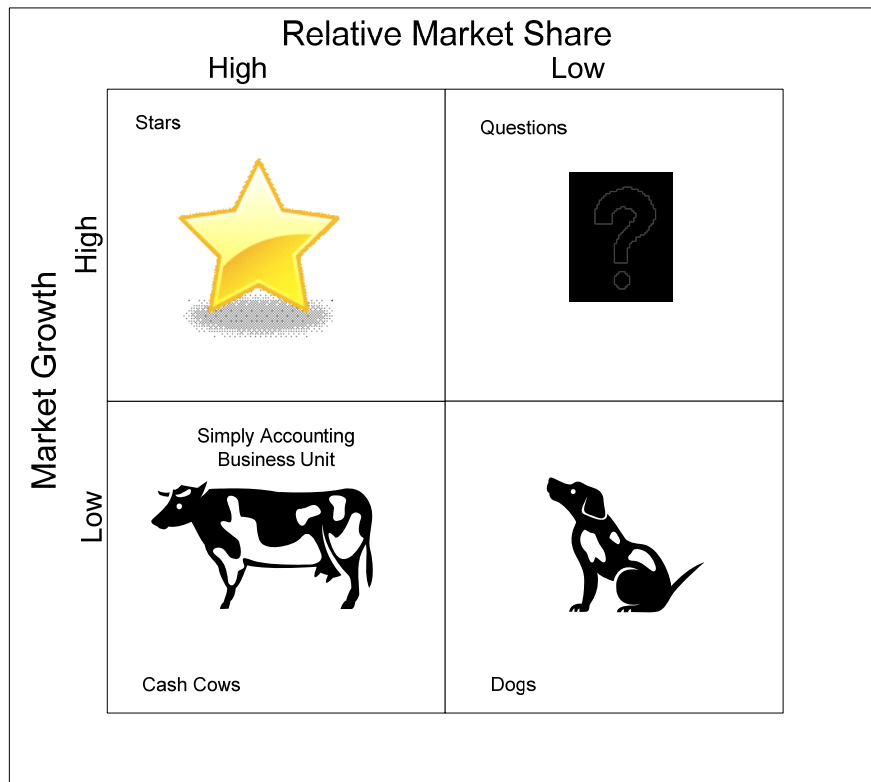 Relative Market Share
High
Low
Stars
Questions
?
High
Market Growth
Simply Accounting
Business Unit
Low
Cash Cows
Dogs